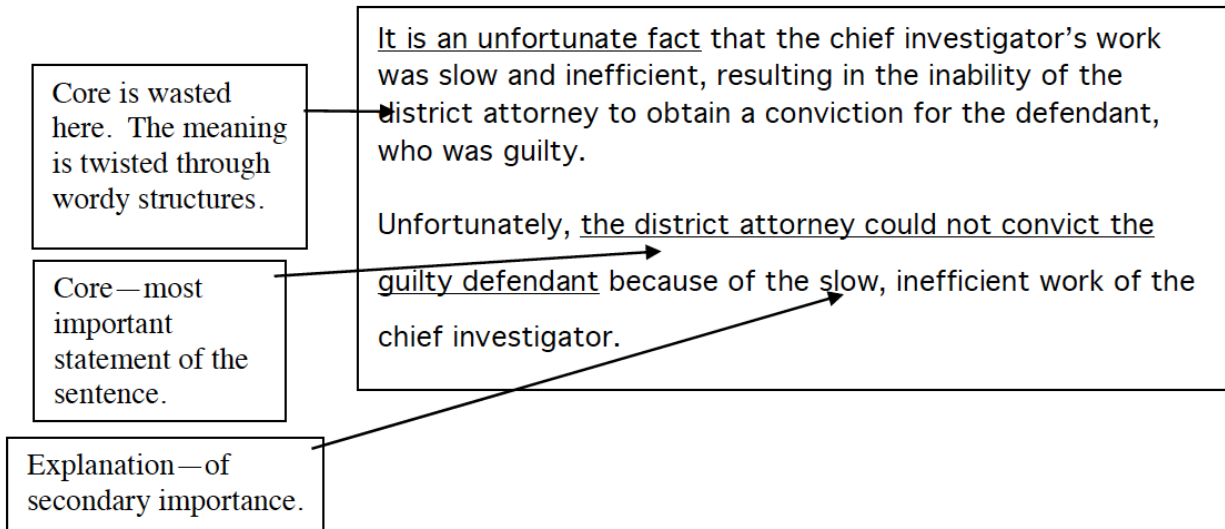 It is an unfortunate fact that the chief investigator’s work
was slow and inefficient, resulting in the inability of the
district attorney to obtain a conviction for the defendant,
who was guilty.
Unfortunately, the district attorney could not convict the
guilty defendant because of the slow, inefficient work of the
chief investigator.
Core is wasted
here.  The meaning
is twisted through
wordy structures.
Core—most
important
statement of the
sentence.
Explanation—of
secondary importance.